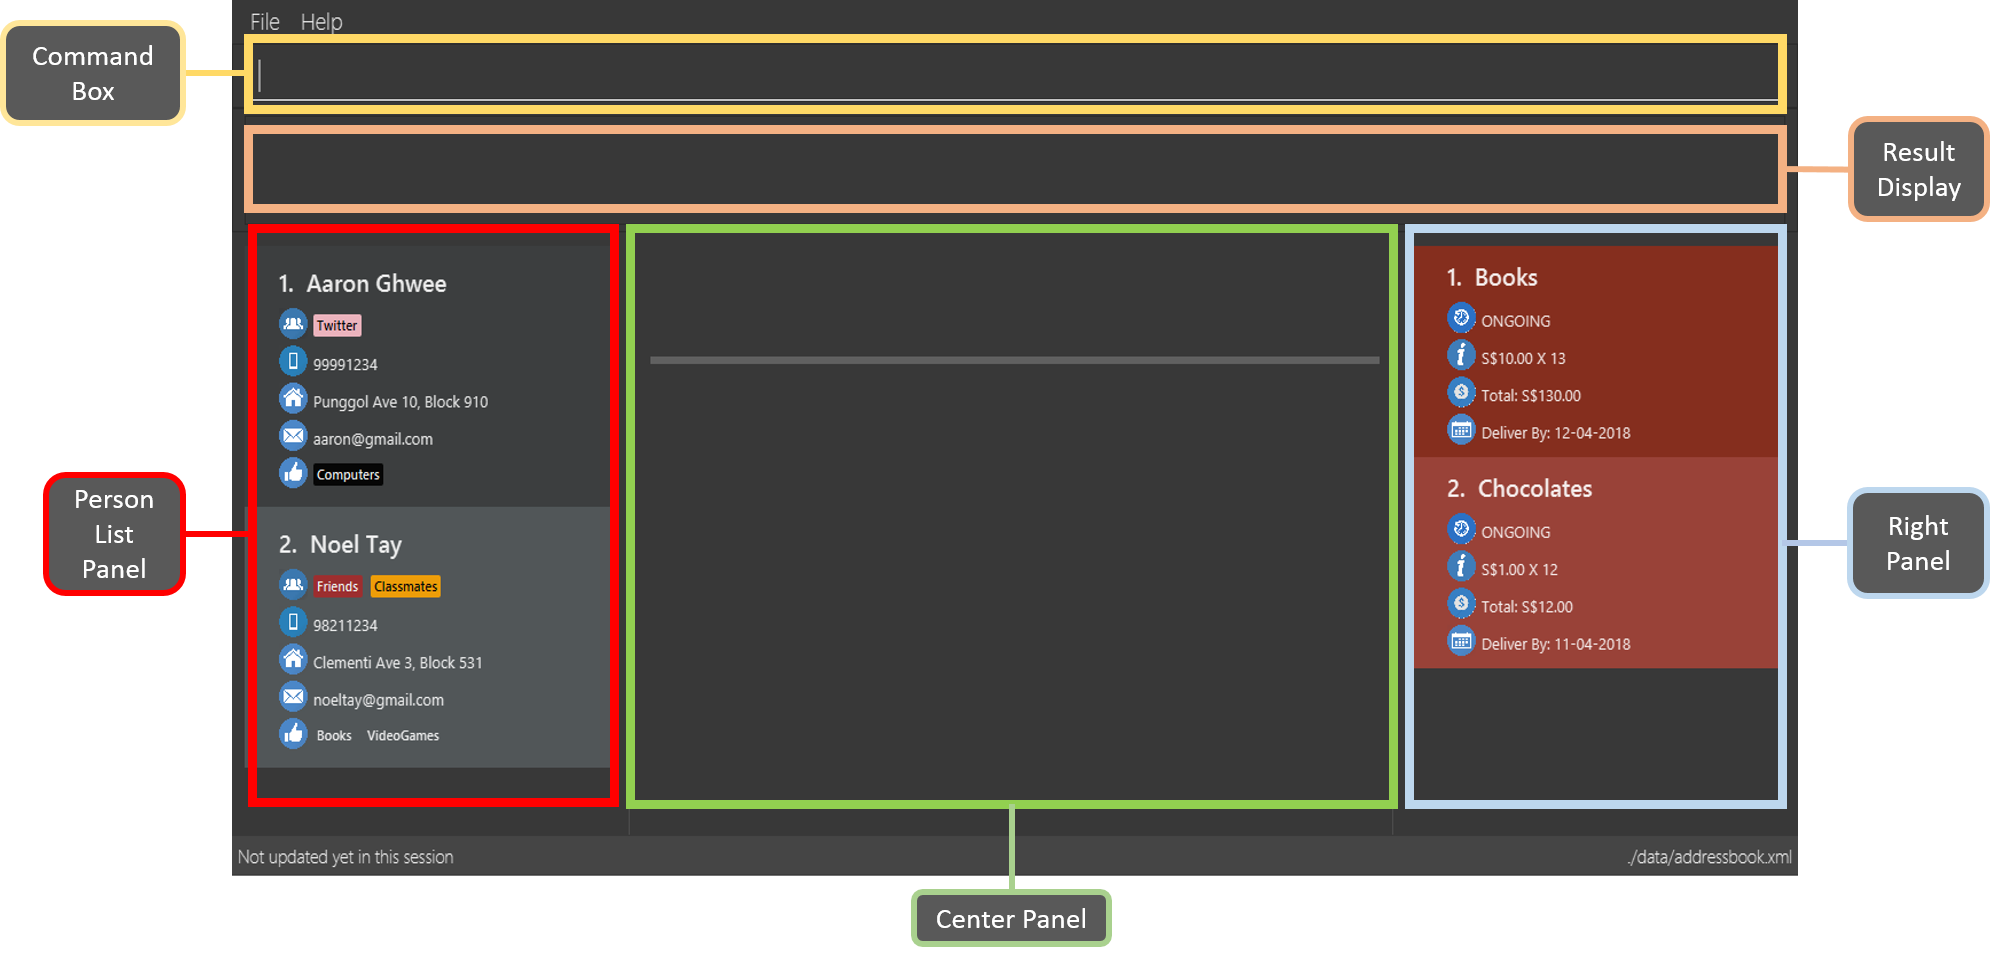 File Help
Command
Box
Result
Display
Person
List
Panel
1. Aaron Ghwee
Twitter
99991234
Punggol Ave 10, Block 910
aaron@gmail.com
Computers
2. Noel Tay
Friends Classmates
98211234
Clementi Ave 3, Block 531
noeltay@gmail.com
Books VideoGames
1. Books
ONGOING
S$10.00 X 13
Total: S$130.00
Deliver By: 12-04-2018
2. Chocolates
ONGOING
S$1.00 X 12
Total: S$12.00
Deliver By: 11-04-2018
Right
Panel
Not updated yet in this session
./data/addressbook.xml
Center Panel